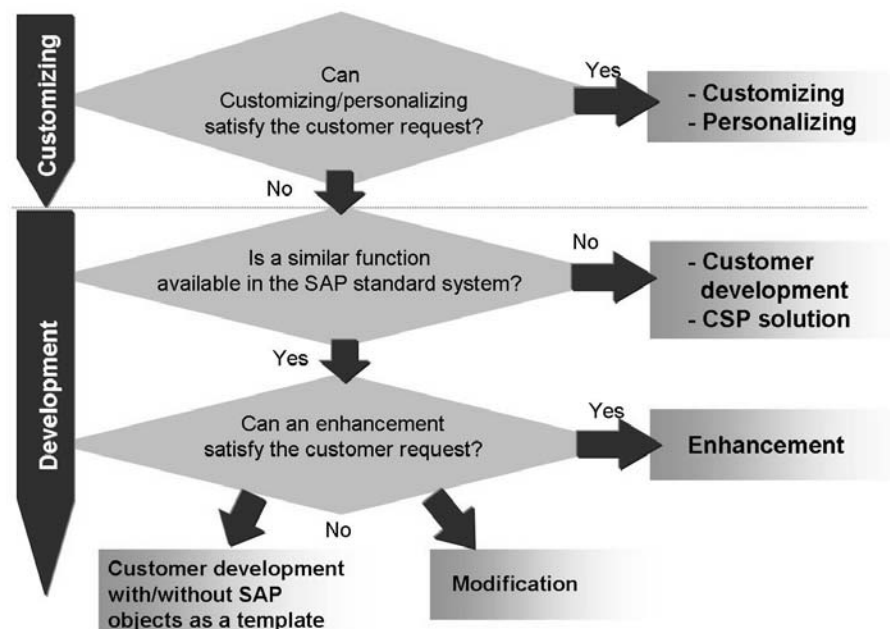 Customizing
Can
Customizing/personalizing
satisfy the customer request?
Yes
- Customizing
- Personalizing
No
Development
Is a similar function
available in the SAP standard system?
No
- Customer
development
- CSP solution
Yes
Can an enhancement
satisfy the customer request?
Yes
Enhancement
No
Customer development
with/without SAP
objects as a template
Modification